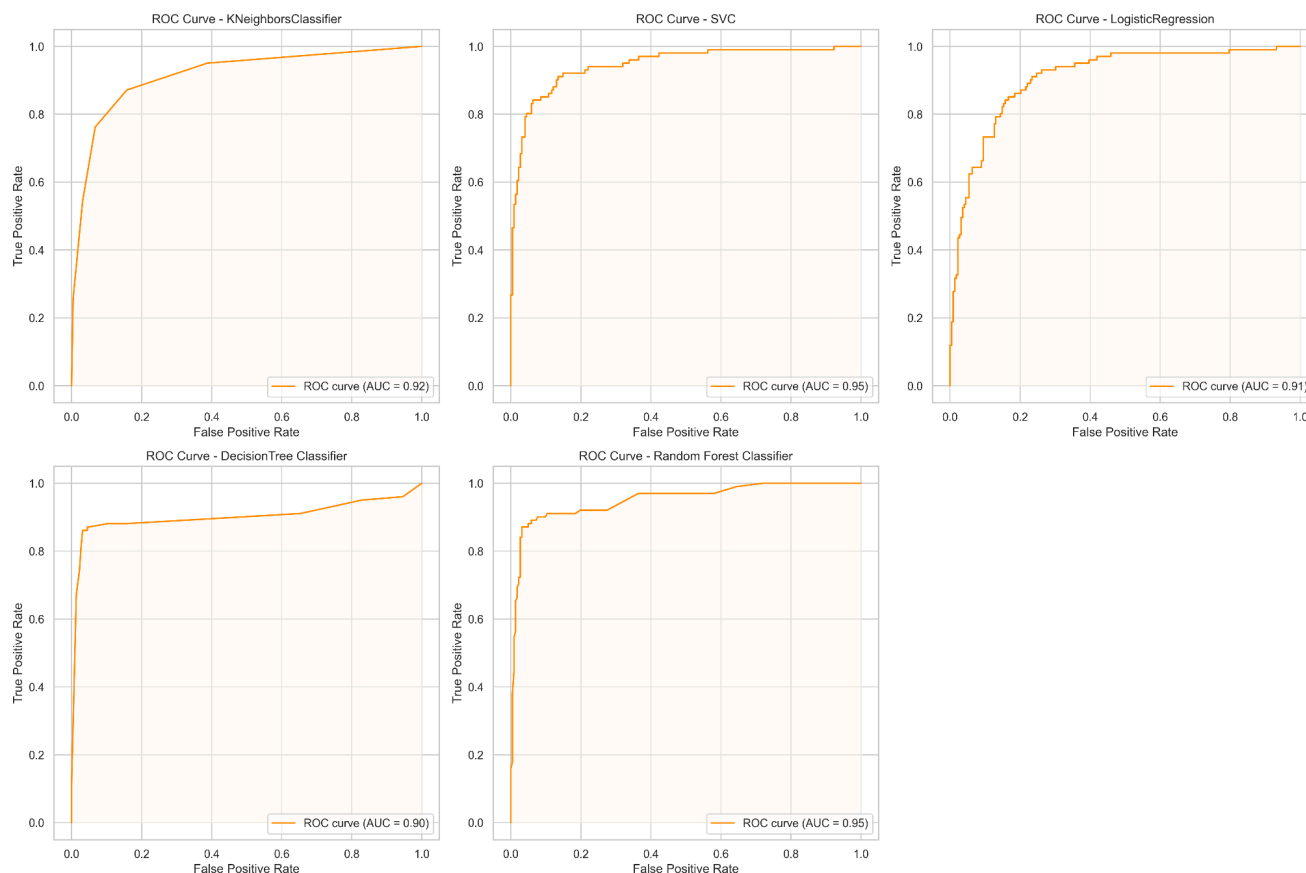 ROC Curve - KNeighborsClassifier
1.0
0.8
0.6
0.4
0.2
0.0
True Positive Rate
ROC curve (AUC = 0.92)
0.0 0.2 0.4 0.6 0.8 1.0
False Positive Rate
ROC Curve - SVC
1.0
0.8
0.6
0.4
0.2
0.0
True Positive Rate
ROC curve (AUC = 0.95)
0.0 0.2 0.4 0.6 0.8 1.0
False Positive Rate
ROC Curve - LogisticRegression
1.0
0.8
0.6
0.4
0.2
0.0
True Positive Rate
ROC curve (AUC = 0.91)
0.0 0.2 0.4 0.6 0.8 1.0
False Positive Rate
ROC Curve - DecisionTree Classifier
1.0
0.8
0.6
0.4
0.2
0.0
True Positive Rate
ROC curve (AUC = 0.90)
0.0 0.2 0.4 0.6 0.8 1.0
False Positive Rate
ROC Curve - Random Forest Classifier
1.0
0.8
0.6
0.4
0.2
0.0
True Positive Rate
ROC curve (AUC = 0.95)
0.0 0.2 0.4 0.6 0.8 1.0
False Positive Rate